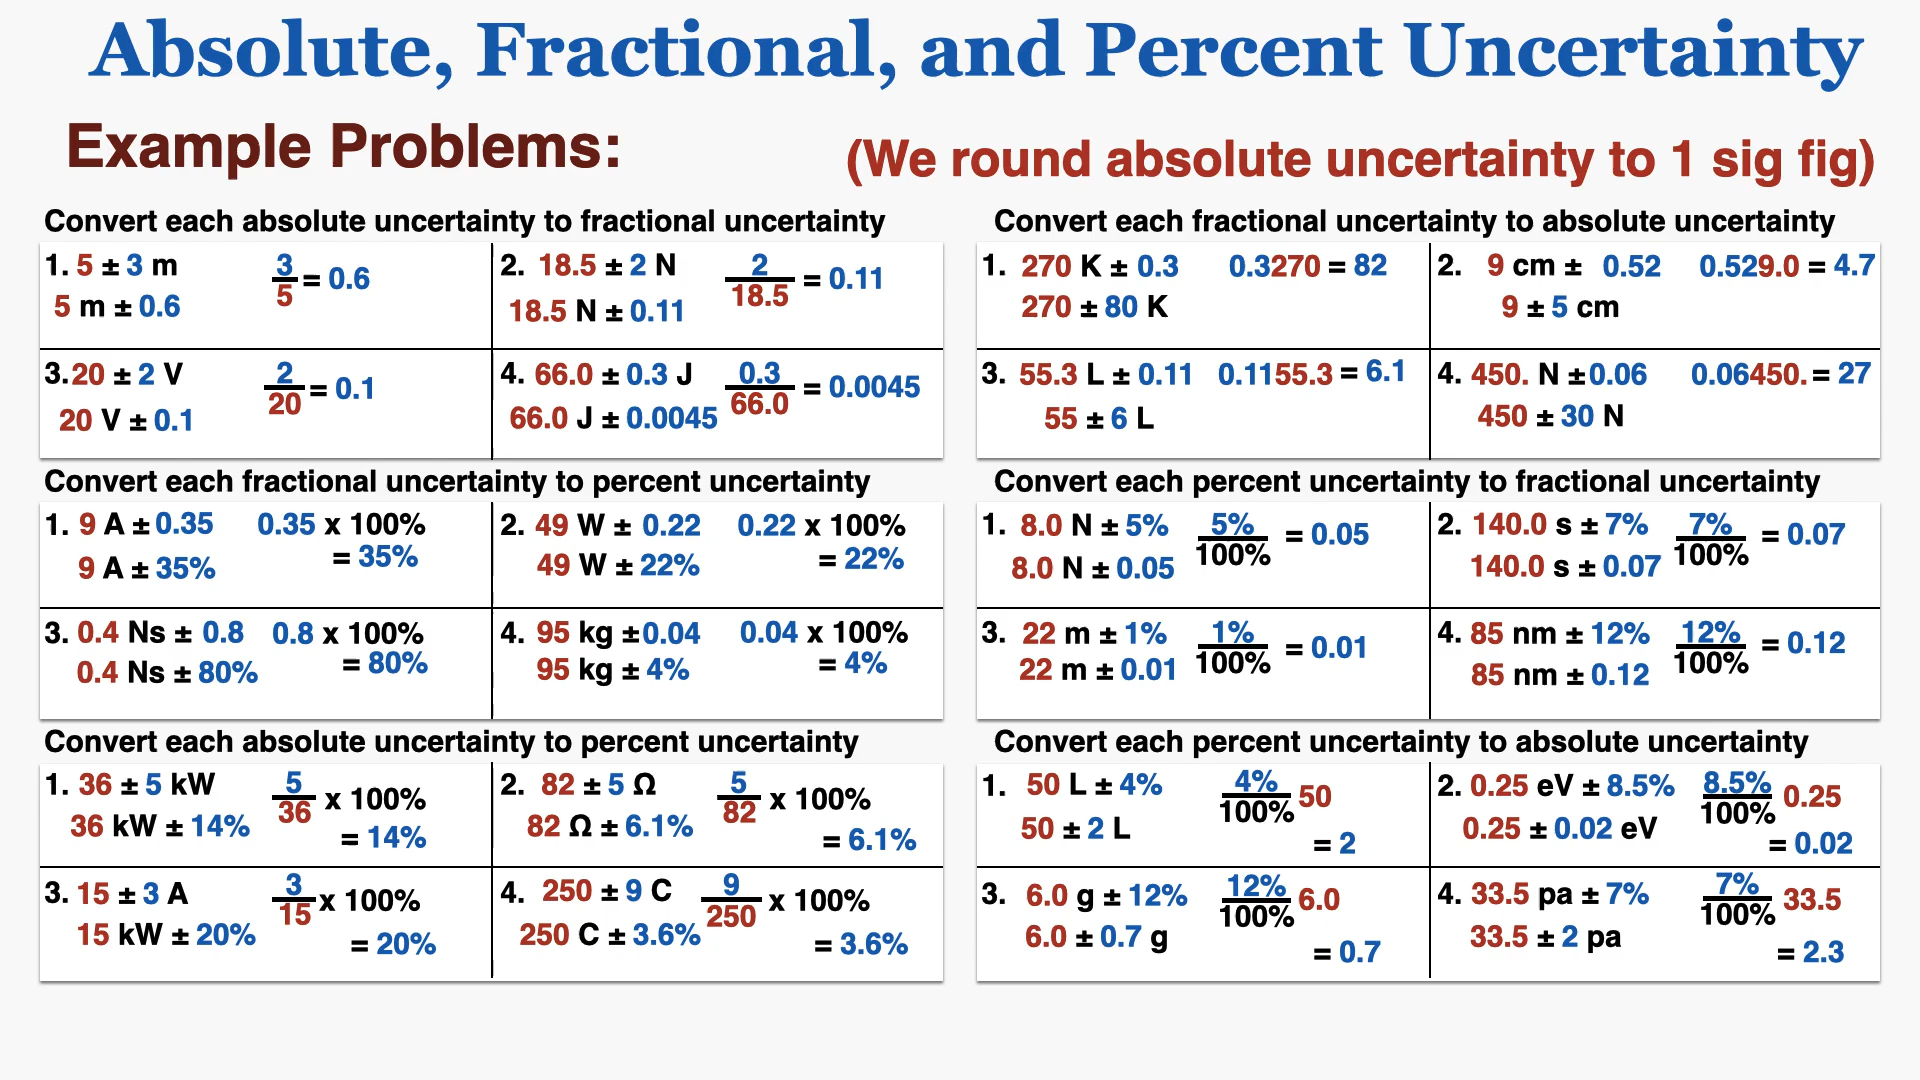 Absolute, Fractional, and Percent Uncertainty
Example Problems:
(We round absolute uncertainty to 1 sig fig)
Convert each absolute uncertainty to fractional uncertainty
1. 5 ± 3 m
3
5
= 0.6
5 m ± 0.6
2. 18.5 ± 2 N
2
18.5
= 0.11
18.5 N ± 0.11
3. 20 ± 2 V
2
20
= 0.1
20 V ± 0.1
4. 66.0 ± 0.3 J
0.3
66.0
= 0.0045
66.0 J ± 0.0045
Convert each fractional uncertainty to absolute uncertainty
1. 270 K ± 0.3
0.3270 = 82
270 ± 80 K
2. 9 cm ± 0.52
0.529.0 = 4.7
9 ± 5 cm
3. 55.3 L ± 0.11
0.1155.3 = 6.1
55 ± 6 L
4. 450. N ± 0.06
0.06450. = 27
450 ± 30 N
Convert each fractional uncertainty to percent uncertainty
1. 9 A ± 0.35
0.35 x 100%
= 35%
9 A ± 35%
2. 49 W ± 0.22
0.22 x 100%
= 22%
49 W ± 22%
3. 0.4 Ns ± 0.8
0.8 x 100%
= 80%
0.4 Ns ± 80%
4. 95 kg ± 0.04
0.04 x 100%
= 4%
95 kg ± 4%
Convert each percent uncertainty to fractional uncertainty
1. 8.0 N ± 5%
5%
100%
= 0.05
8.0 N ± 0.05
2. 140.0 s ± 7%
7%
100%
= 0.07
140.0 s ± 0.07
3. 22 m ± 1%
1%
100%
= 0.01
22 m ± 0.01
4. 85 nm ± 12%
12%
100%
= 0.12
85 nm ± 0.12
Convert each absolute uncertainty to percent uncertainty
1. 36 ± 5 kW
5
36
x 100%
= 14%
36 kW ± 14%
2. 82 ± 5 Ω
5
82
x 100%
= 6.1%
82 Ω ± 6.1%
3. 15 ± 3 A
3
15
x 100%
= 20%
15 kW ± 20%
4. 250 ± 9 C
9
250
x 100%
= 3.6%
250 C ± 3.6%
Convert each percent uncertainty to absolute uncertainty
1. 50 L ± 4%
4%
100%
50
= 2
50 ± 2 L
2. 0.25 eV ± 8.5%
8.5%
100%
0.25
= 0.02
0.25 ± 0.02 eV
3. 6.0 g ± 12%
12%
100%
6.0
= 0.7
6.0 ± 0.7 g
4. 33.5 pa ± 7%
7%
100%
33.5
= 2.3
33.5 ± 2 pa